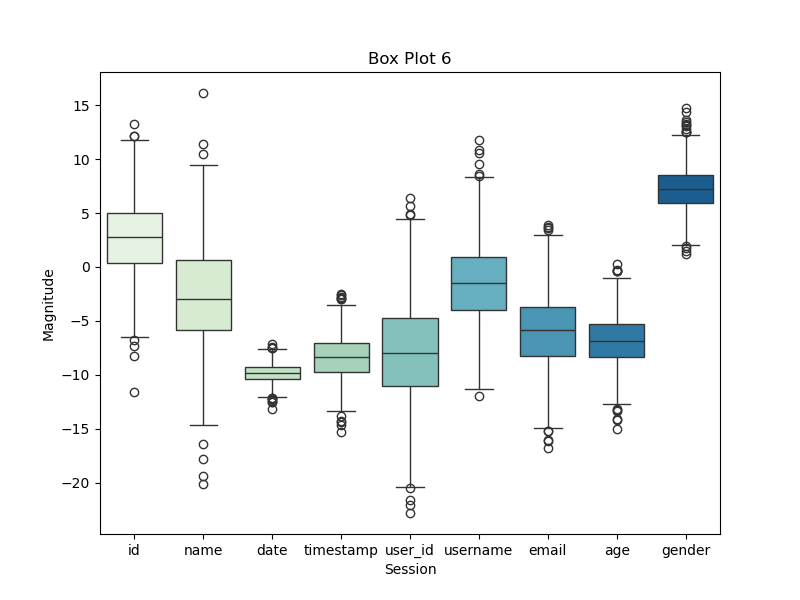 Box Plot 6
Magnitude
15
10
5
0
−5
−10
−15
−20
id name date timestamp user_id username email age gender
Session